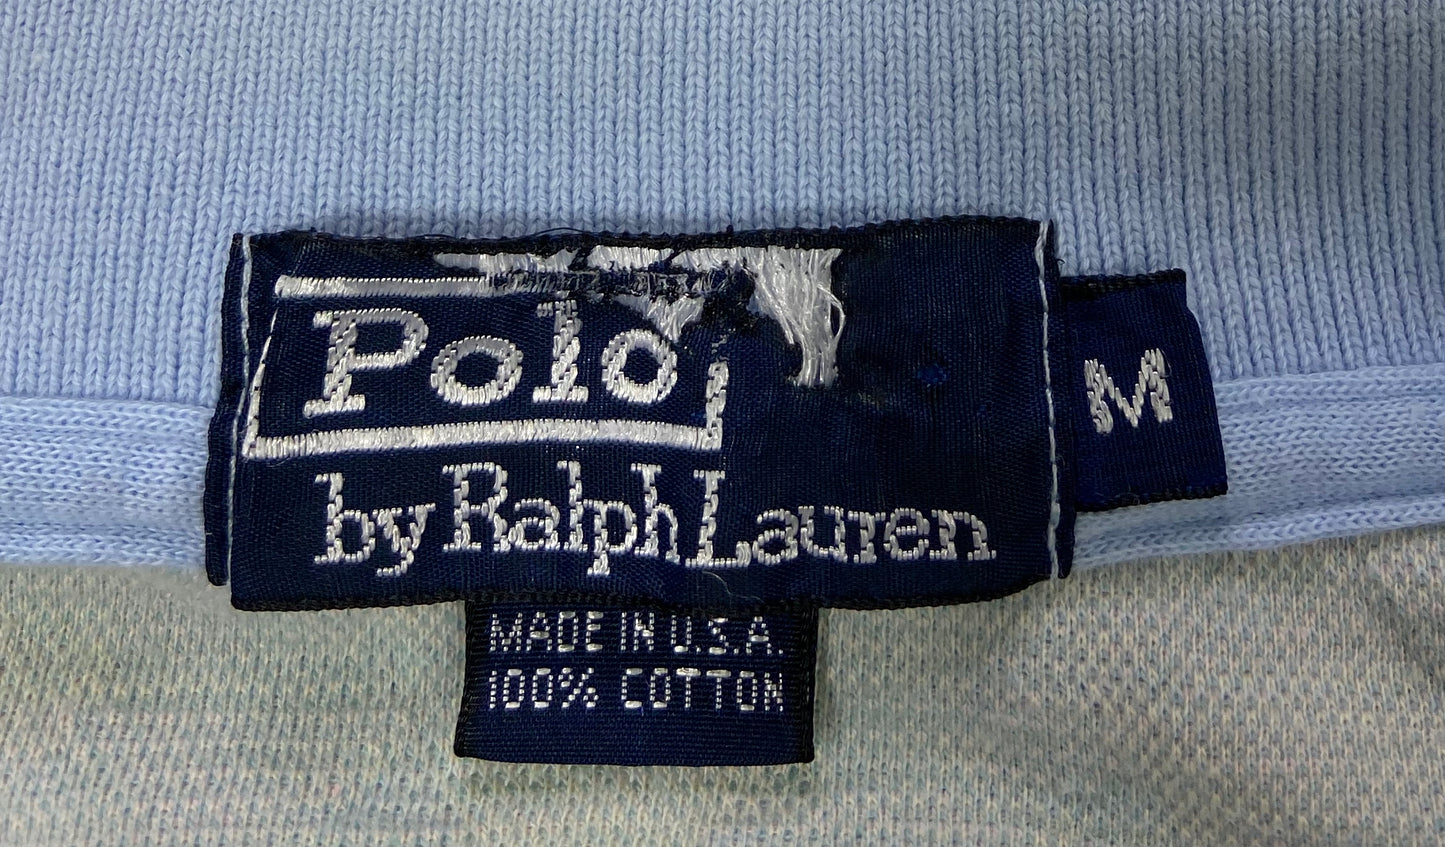 Polo
by Ralph Lauren
M
MADE IN U.S.A.
100% COTTON